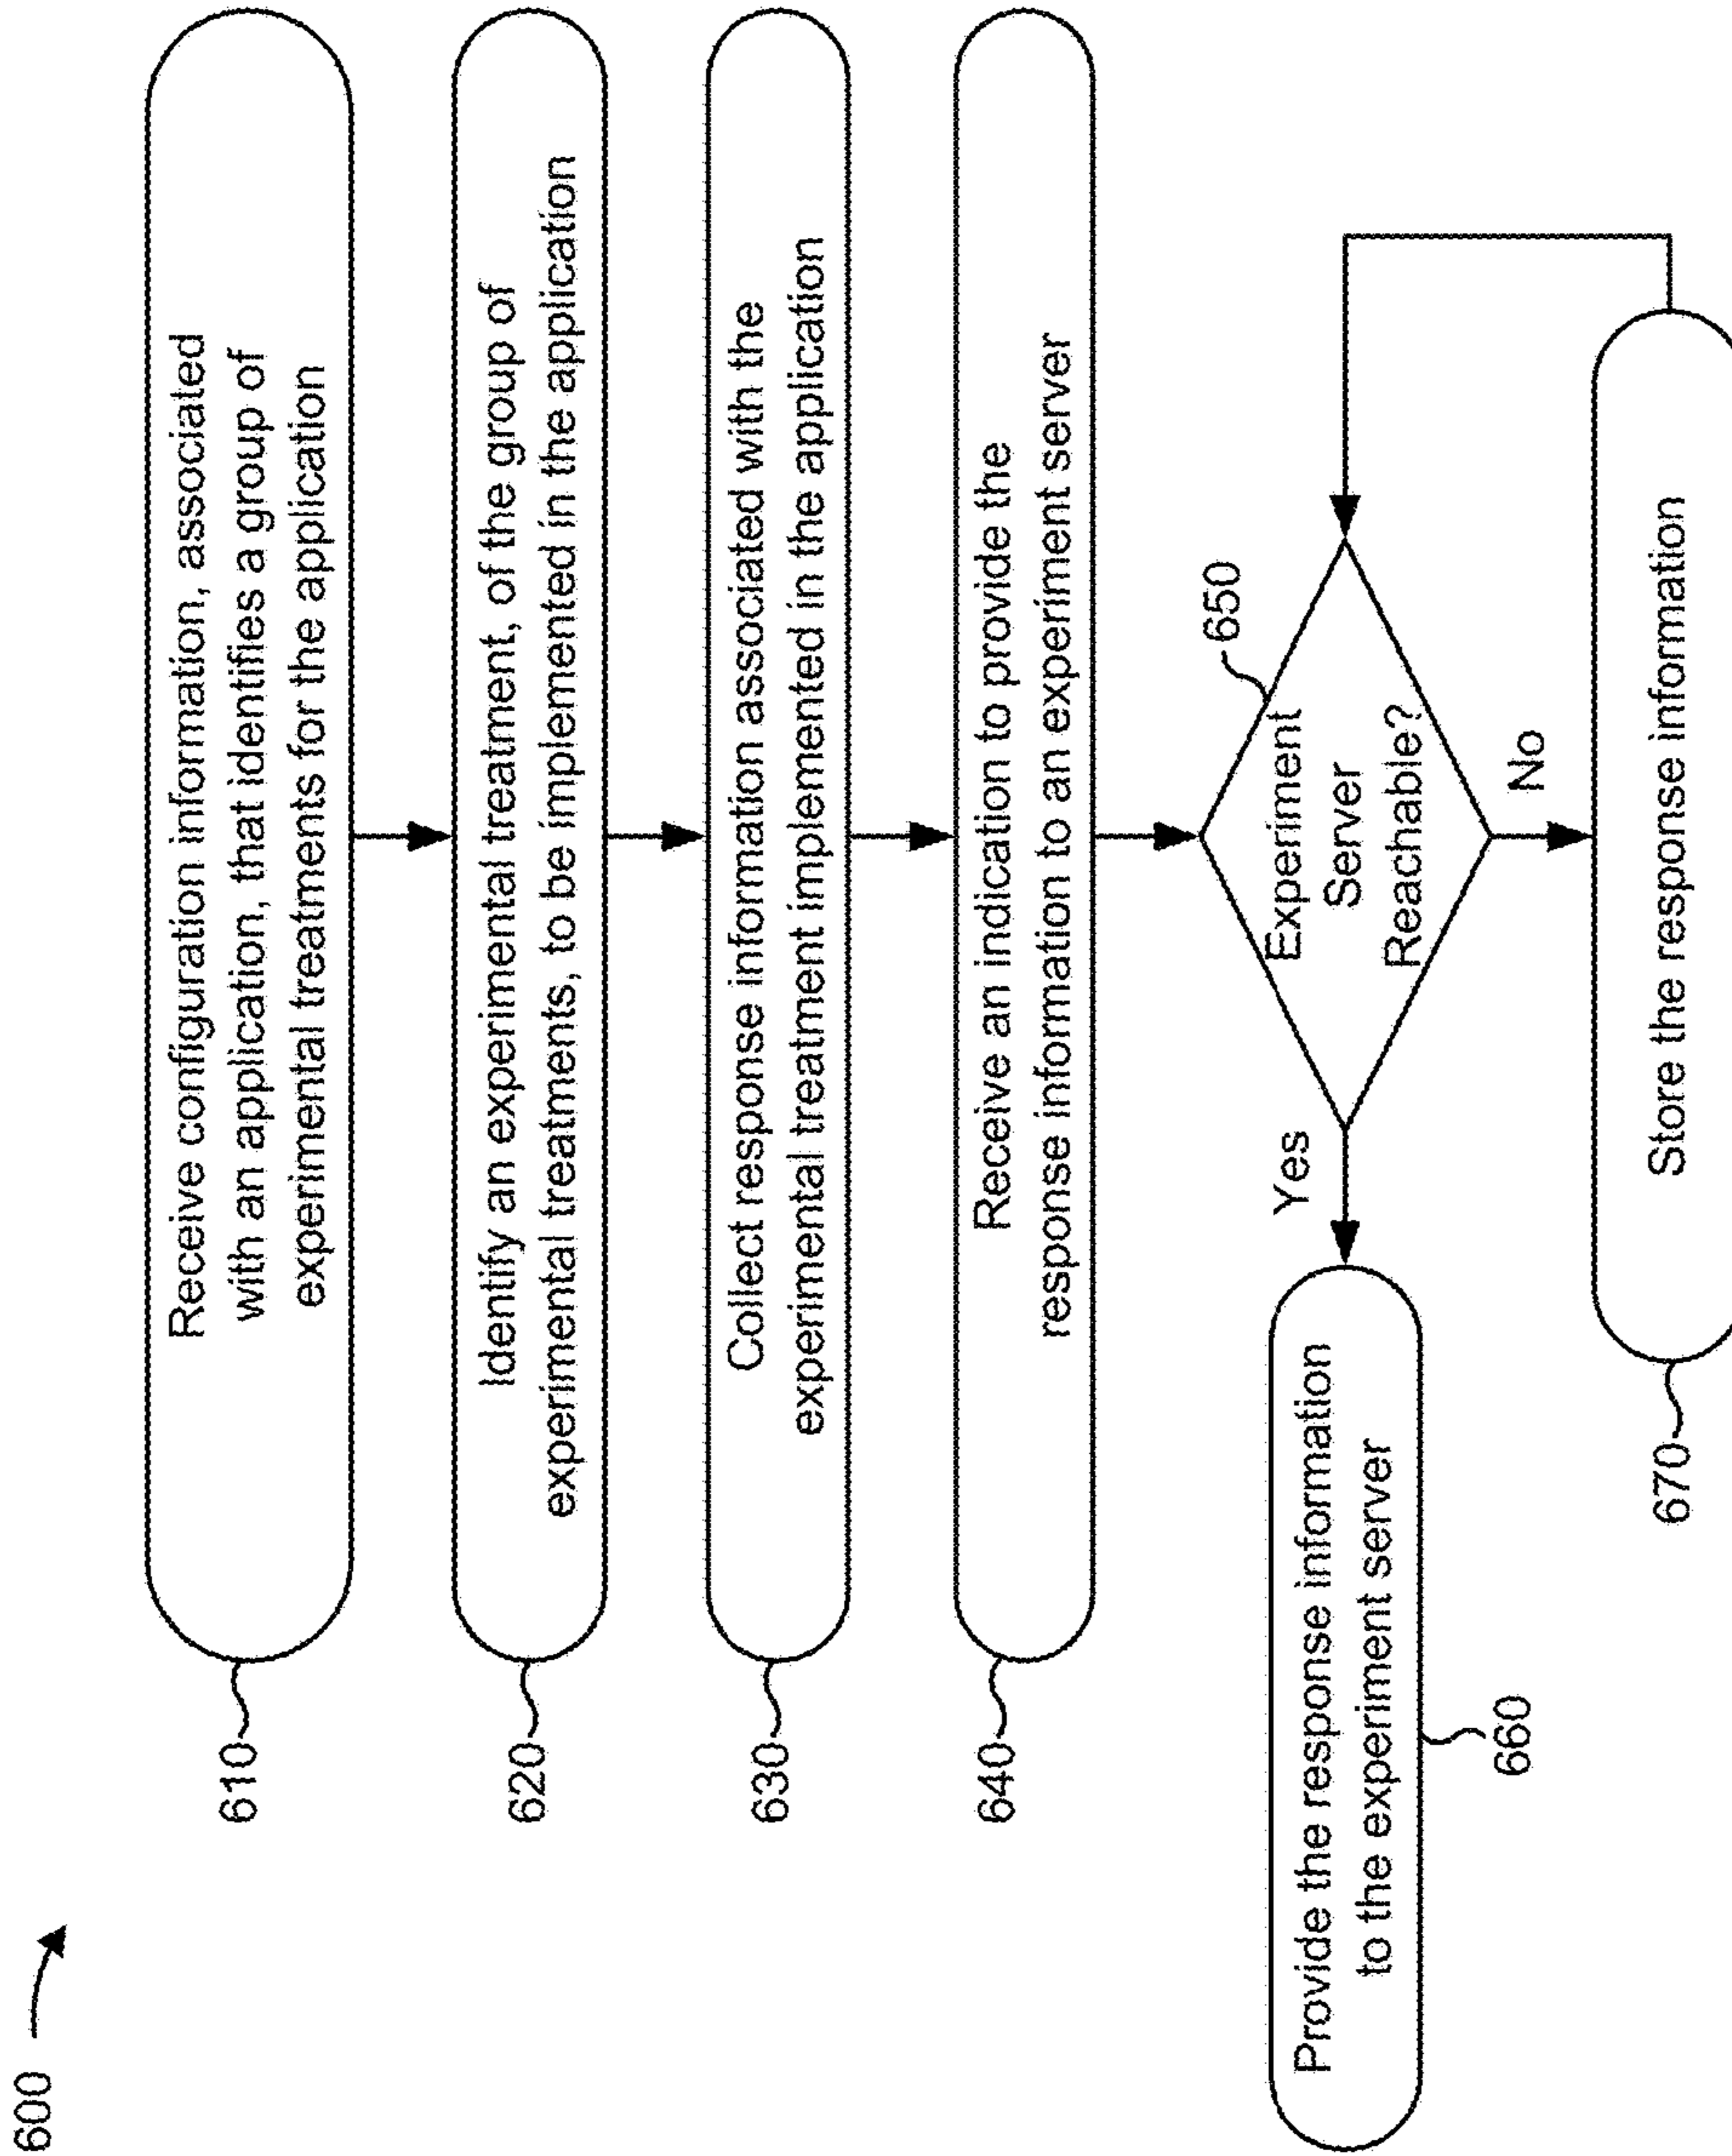 600
610
Receive configuration information, associated
with an application, that identifies a group of
experimental treatments for the application
620
Identify an experimental treatment, of the group of
experimental treatments, to be implemented in the application
630
Collect response information associated with the
experimental treatment implemented in the application
640
Receive an indication to provide the
response information to an experiment server
650
Experiment
Server
Reachable?
Yes
No
Provide the response information
to the experiment server
660
670
Store the response information